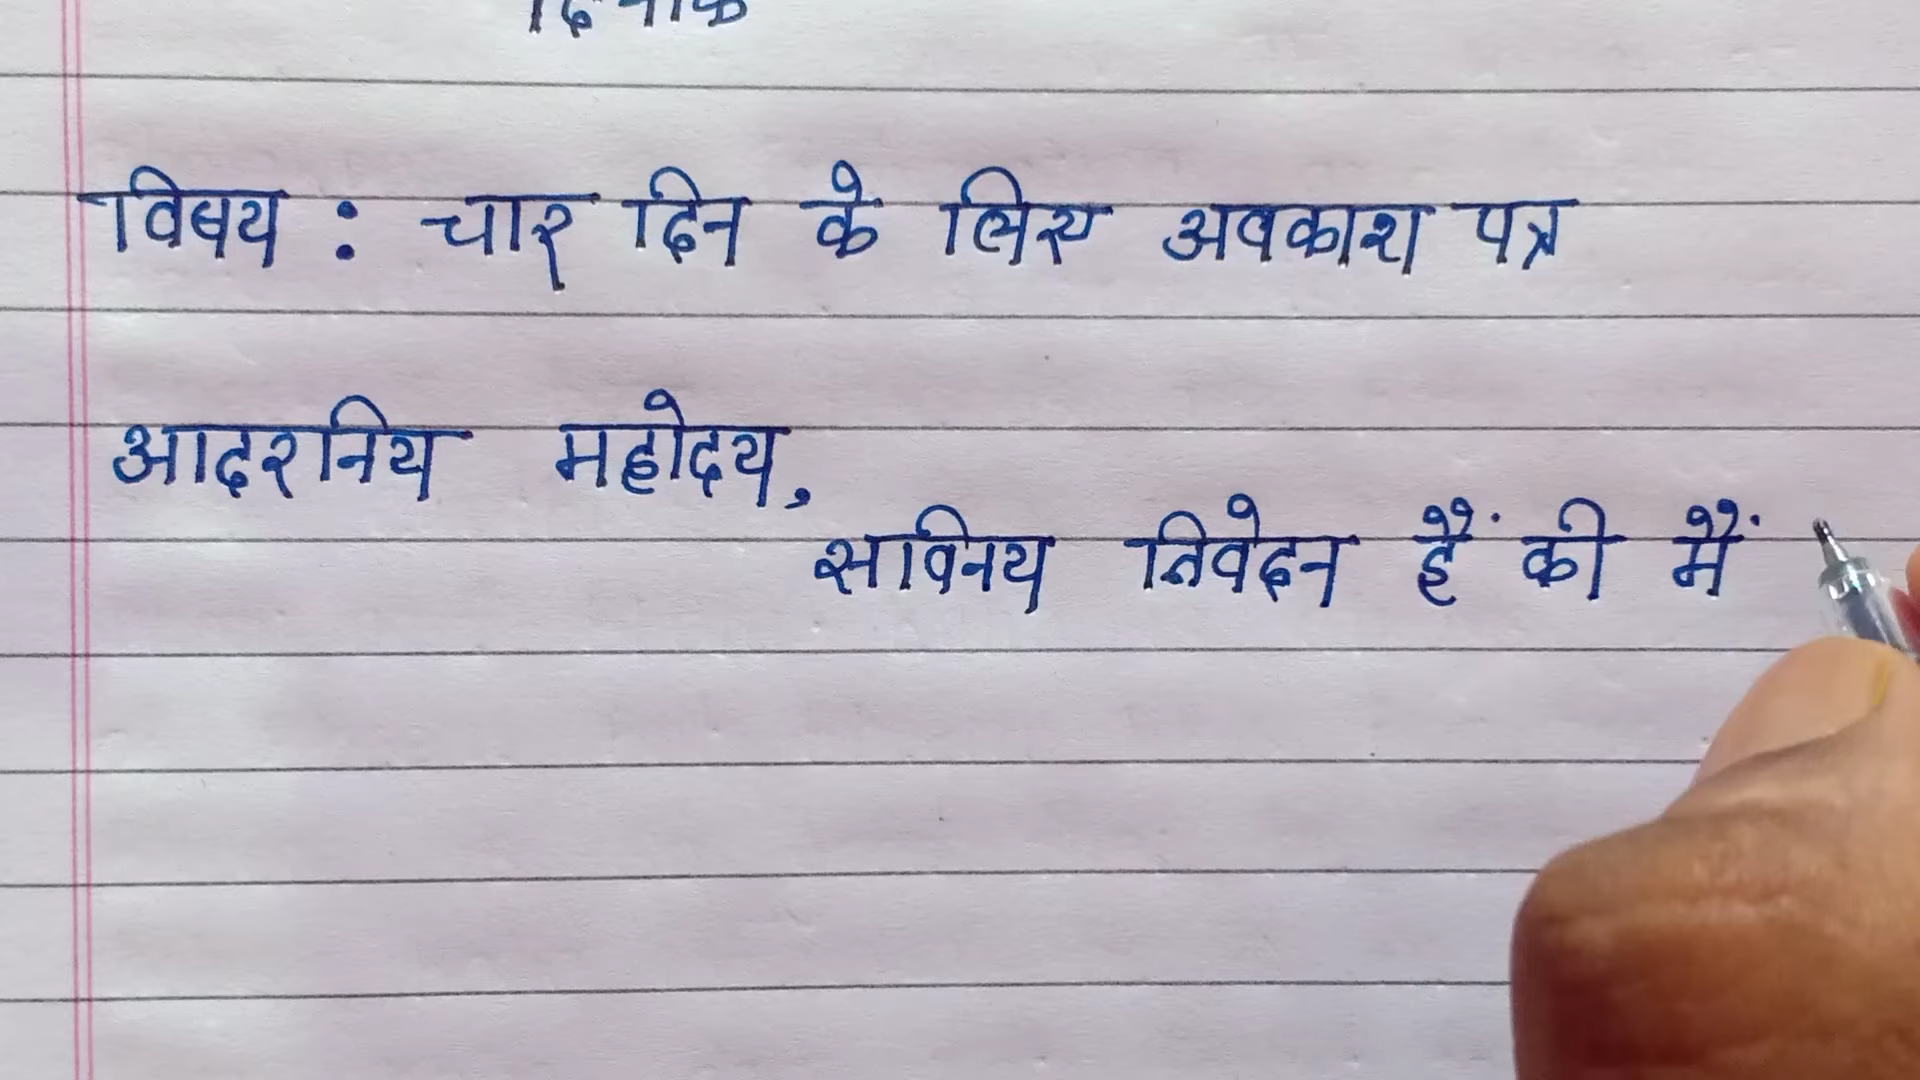 दिनांक
विषय : चार दिन के लिए अवकाश पत्र
आदरनिय महोदय,
सविनय निवेदन हैं की मैं